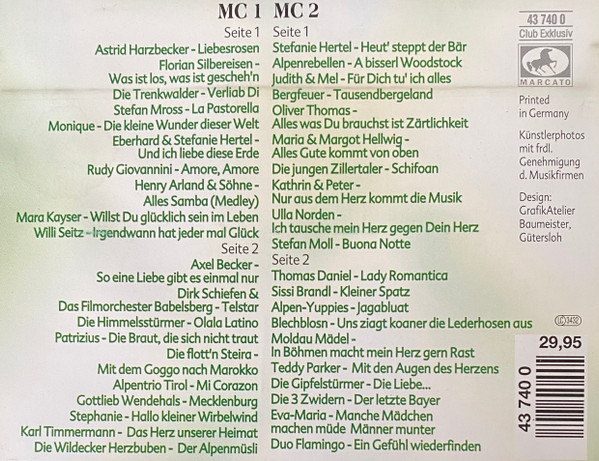 MC 1
Seite 1
Astrid Harzbecker - Liebesrosen
Florian Silbereisen -
Was ist los, was ist gescheh'n
Die Trenkwalder - Verliab Di
Stefan Mross - La Pastorella
Monique - Die kleine Wunder dieser Welt
Eberhard & Stefanie Hertel -
Und ich liebe diese Erde
Rudy Giovannini - Amore, Amore
Henry Arland & Söhne -
Alles Samba (Medley)
Mara Kayser - Willst Du glücklich sein im Leben
Willi Seitz - Irgendwann hat jeder mal Glück
Seite 2
Axel Becker -
So eine Liebe gibt es einmal nur
Dirk Schiefen &
Das Filmorchester Babelsberg - Telstar
Die Himmelsstürmer - Olala Latino
Patrizius - Die Braut, die sich nicht traut
Die flott'n Steira -
Mit dem Goggo nach Marokko
Alpentrio Tirol - Mi Corazon
Gottlieb Wendehals - Mecklenburg
Stephanie - Hallo kleiner Wirbelwind
Karl Timmermann - Das Herz unserer Heimat
Die Wildecker Herzbuben - Der Alpenmüsli
MC 2
Seite 1
Stefanie Hertel - Heut' steppt der Bär
Alpenrebellen - A bisserl Woodstock
Judith & Mel - Für Dich tu' ich alles
Bergfeuer - Tausendbergeland
Oliver Thomas -
Alles was Du brauchst ist Zärtlichkeit
Maria & Margot Hellwig -
Alles Gute kommt von oben
Die jungen Zillertaler - Schifoan
Kathrin & Peter -
Nur aus dem Herz kommt die Musik
Ulla Norden -
Ich tausche mein Herz gegen Dein Herz
Stefan Moll - Buona Notte
Seite 2
Thomas Daniel - Lady Romantica
Sissi Brandl - Kleiner Spatz
Alpen-Yuppies - Jagabluat
Blechblosn - Uns ziagt koaner die Lederhosen aus
Moldau Mädel -
In Böhmen macht mein Herz gern Rast
Teddy Parker - Mit den Augen des Herzens
Die Gipfelstürmer - Die Liebe...
Die 3 Zwidern - Der letzte Bayer
Eva-Maria - Manche Mädchen
machen müde Männer munter
Duo Flamingo - Ein Gefühl wiederfinden
43 740 0
Club Exklusiv
MARCATO
Printed
in Germany
Künstlerphotos
mit frdl.
Genehmigung
d. Musikfirmen
Design:
GrafikAtelier
Baumeister,
Gütersloh
LC 3432
29,95
43 740 0